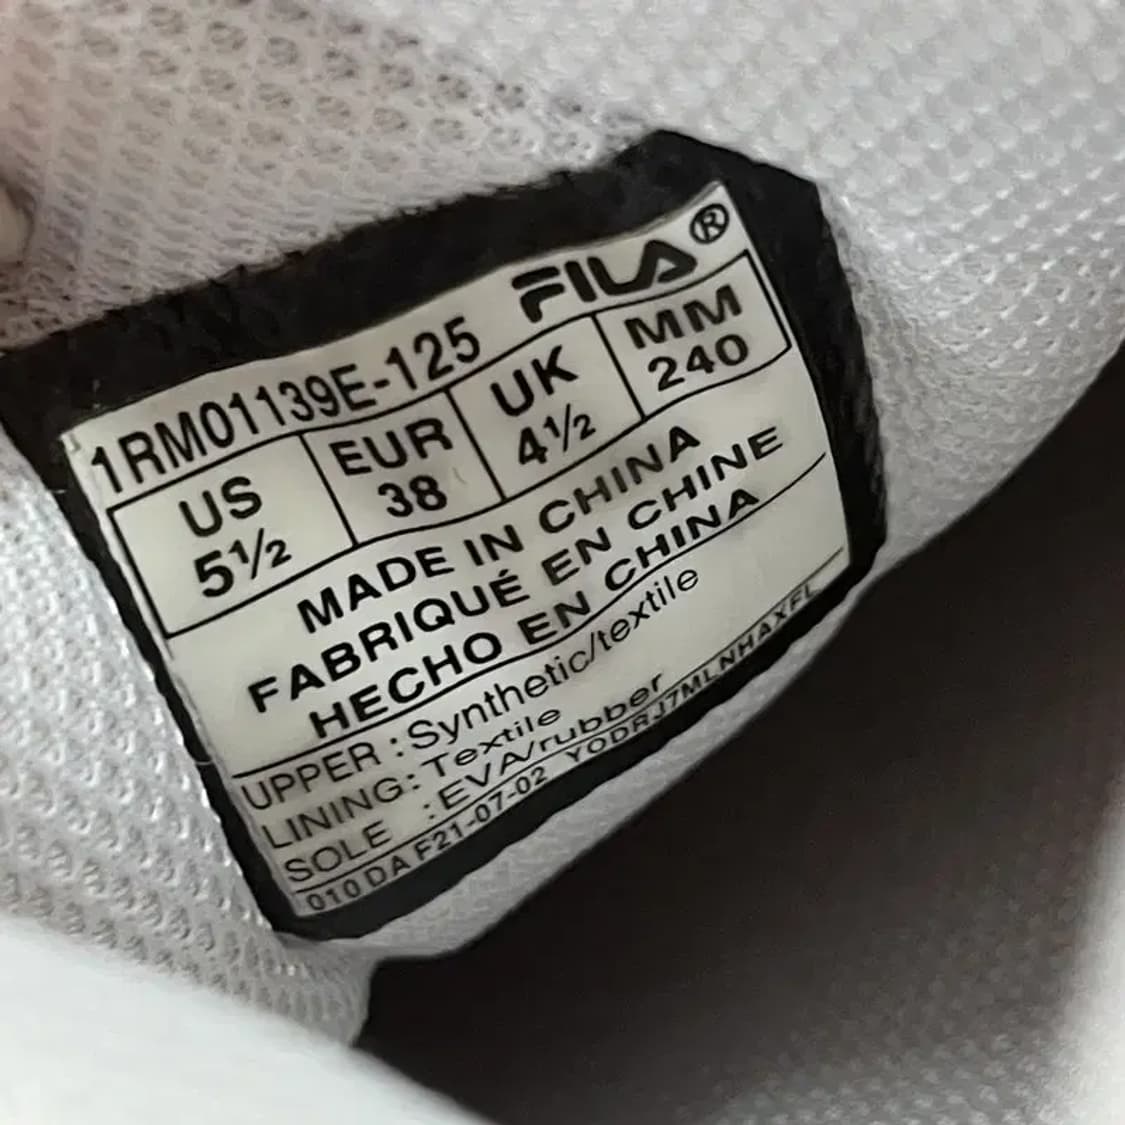 FILA®
1RM01139E-125
US EUR UK MM
5½ 38 4½ 240
MADE IN CHINA
FABRIQUÉ EN CHINE
HECHO EN CHINA
UPPER : Synthetic/textile
LINING: Textile
SOLE : EVA/rubber
010 DA F21-07-02 YODRJ7MLNHAXFL